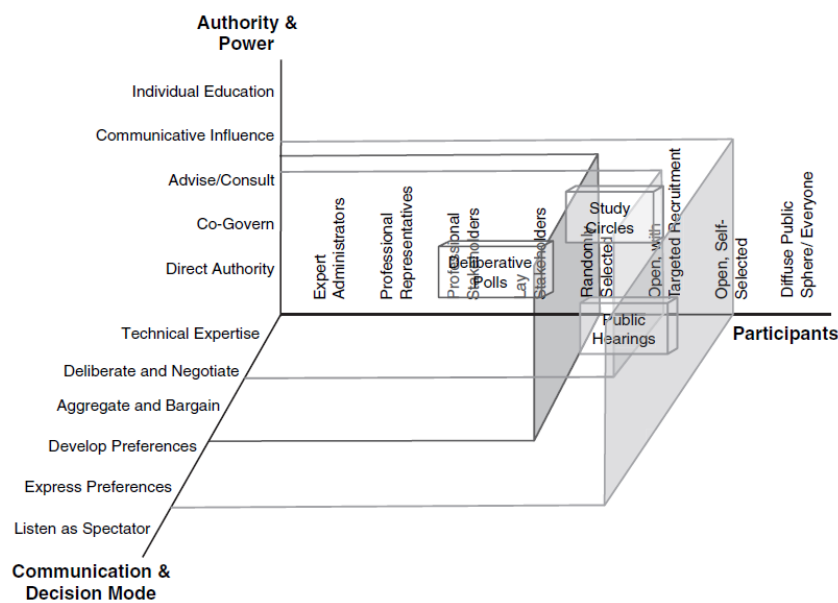 Authority &
Power
Individual Education
Communicative Influence
Advise/Consult
Co-Govern
Direct Authority
Expert
Administrators
Professional
Representatives
Professional
Stakeholders
Lay
Stakeholders
Randomly
Selected
Open, with
Targeted Recruitment
Open, Self-
Selected
Diffuse Public
Sphere/ Everyone
Study
Circles
Deliberative
Polls
Public
Hearings
Participants
Technical Expertise
Deliberate and Negotiate
Aggregate and Bargain
Develop Preferences
Express Preferences
Listen as Spectator
Communication &
Decision Mode